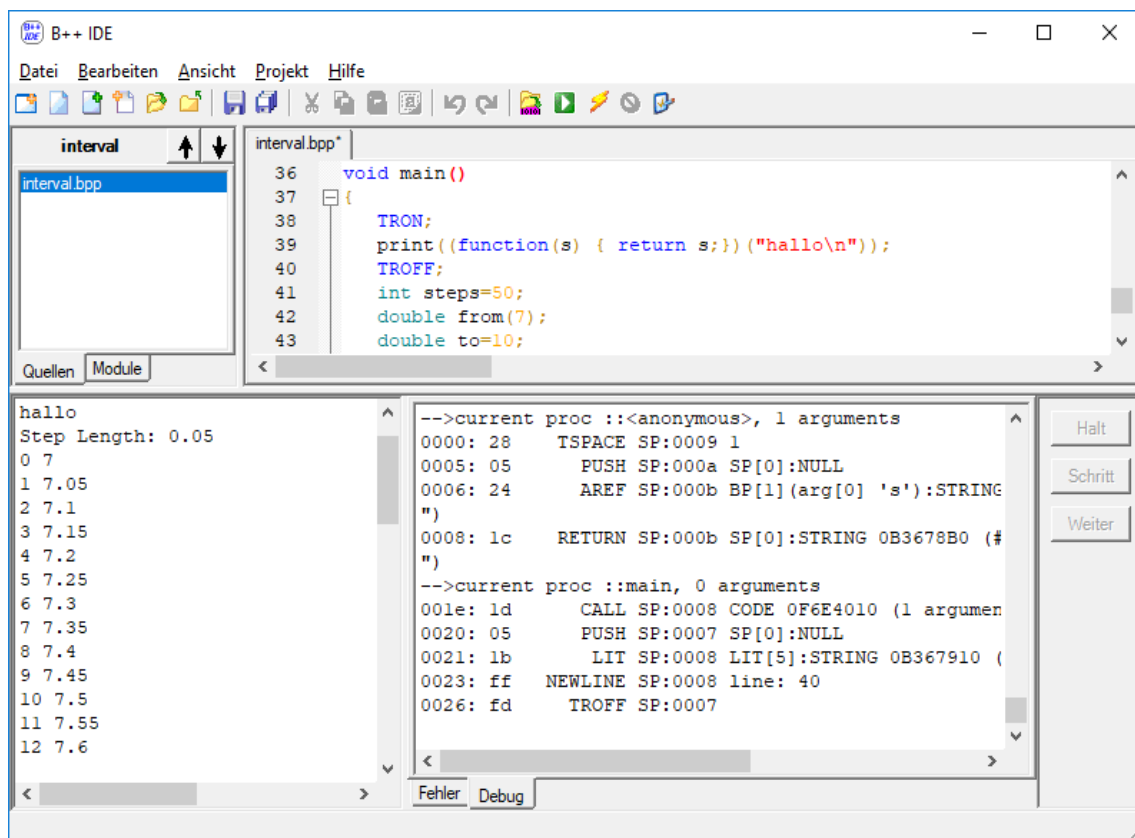 B++ IDE
B++ IDE
Datei Bearbeiten Ansicht Projekt Hilfe
1010
interval
interval.bpp
Quellen Module
interval.bpp*
36 void main()
37 {
38 TRON;
39 print((function(s) { return s;})("hallo\n"));
40 TROFF;
41 int steps=50;
42 double from(7);
43 double to=10;
hallo
Step Length: 0.05
0 7
1 7.05
2 7.1
3 7.15
4 7.2
5 7.25
6 7.3
7 7.35
8 7.4
9 7.45
10 7.5
11 7.55
12 7.6
-->current proc ::<anonymous>, 1 arguments
0000: 28 TSPACE SP:0009 1
0005: 05 PUSH SP:000a SP[0]:NULL
0006: 24 AREF SP:000b BP[1](arg[0] 's'):STRING
")
0008: 1c RETURN SP:000b SP[0]:STRING 0B3678B0 (#
")
-->current proc ::main, 0 arguments
001e: 1d CALL SP:0008 CODE 0F6E4010 (1 argumen
0020: 05 PUSH SP:0007 SP[0]:NULL
0021: 1b LIT SP:0008 LIT[5]:STRING 0B367910 (
0023: ff NEWLINE SP:0008 line: 40
0026: fd TROFF SP:0007
Fehler Debug
Halt
Schritt
Weiter